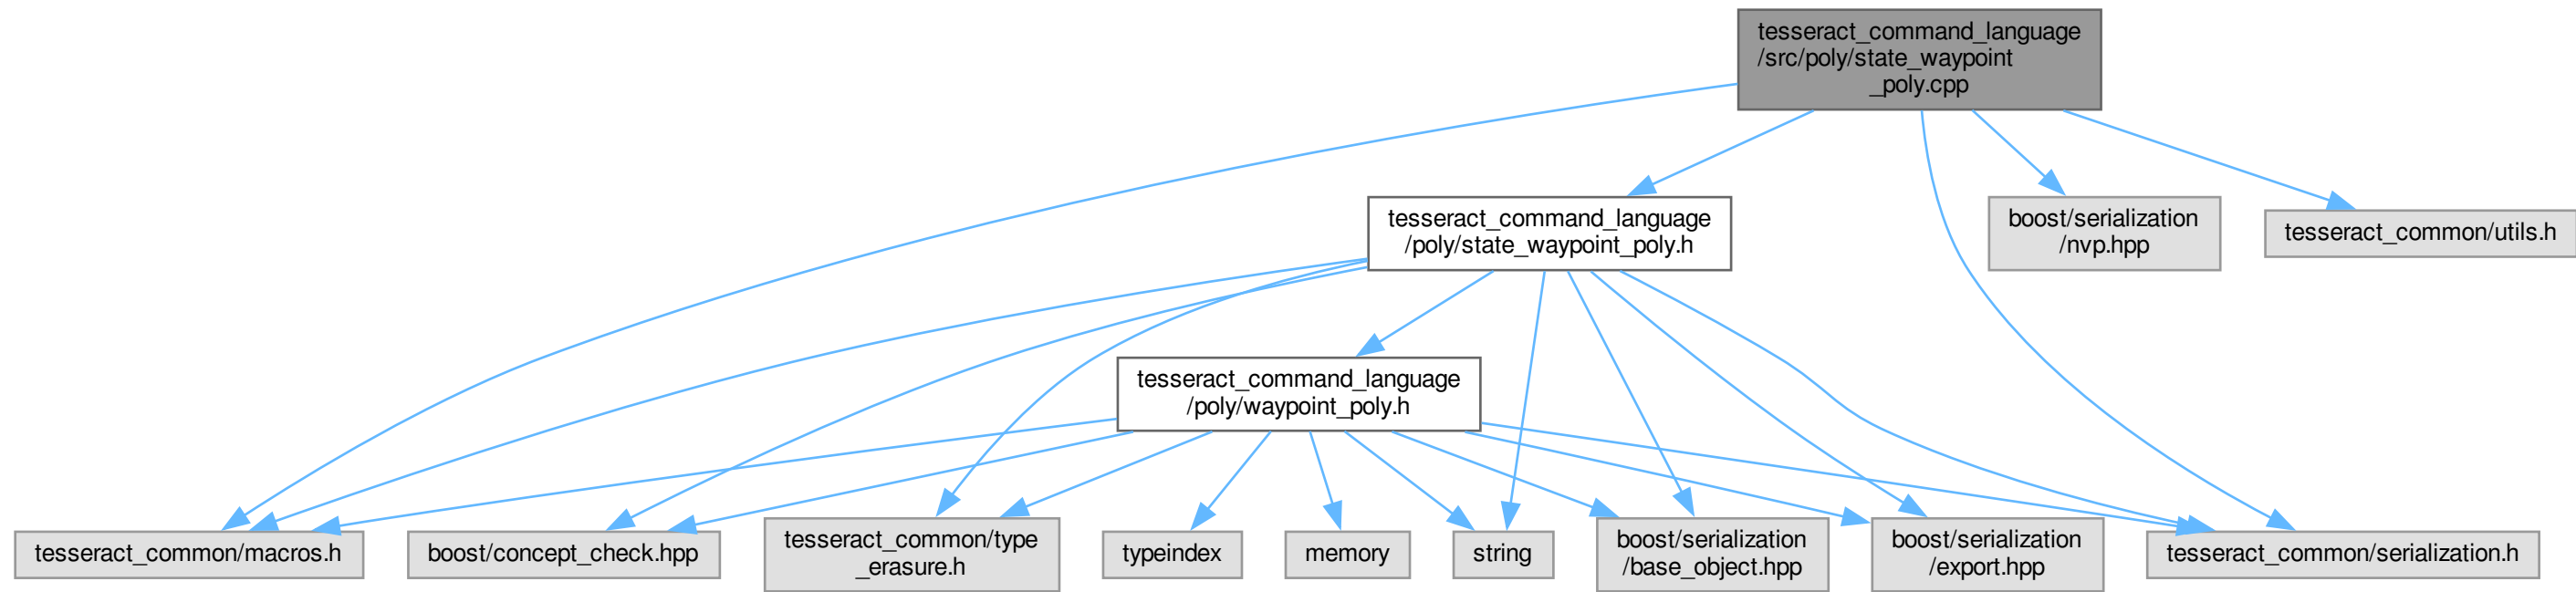 tesseract_command_language
/src/poly/state_waypoint
_poly.cpp
tesseract_command_language
/poly/state_waypoint_poly.h
boost/serialization
/nvp.hpp
tesseract_common/utils.h
tesseract_command_language
/poly/waypoint_poly.h
tesseract_common/macros.h
boost/concept_check.hpp
tesseract_common/type
_erasure.h
typeindex
memory
string
boost/serialization
/base_object.hpp
boost/serialization
/export.hpp
tesseract_common/serialization.h